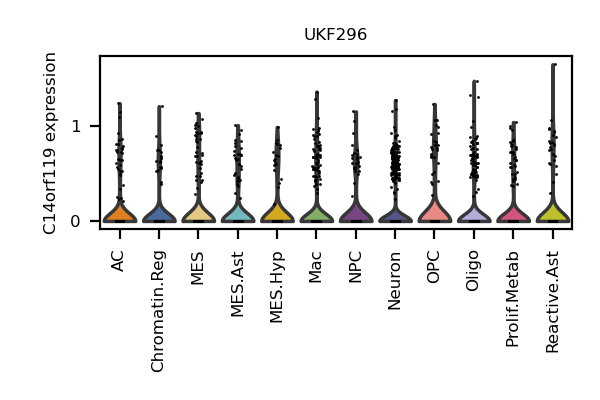 UKF296
C14orf119 expression
1
0
AC
Chromatin.Reg
MES
MES.Ast
MES.Hyp
Mac
NPC
Neuron
OPC
Oligo
Prolif.Metab
Reactive.Ast